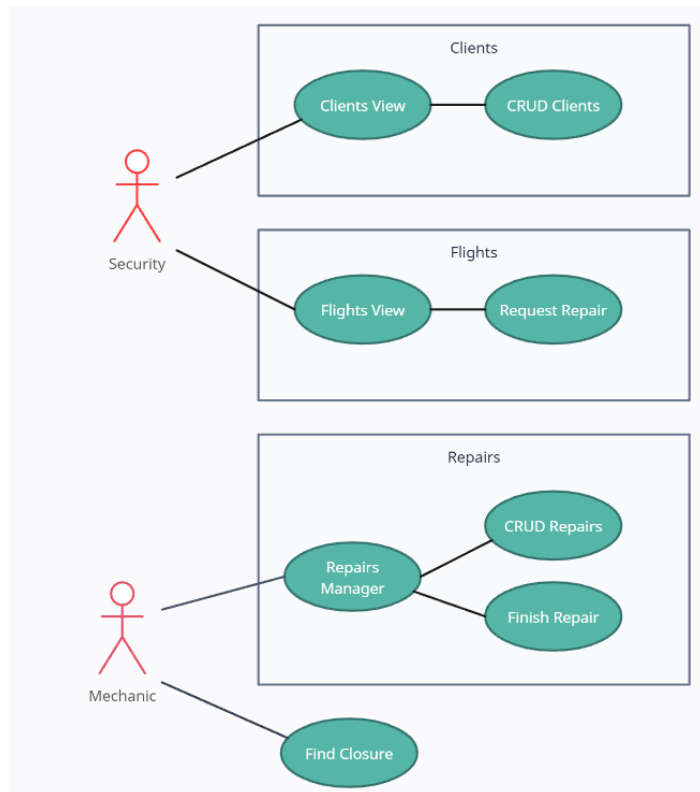 Clients
Clients View
CRUD Clients
Security
Flights
Flights View
Request Repair
Repairs
CRUD Repairs
Repairs
Manager
Finish Repair
Mechanic
Find Closure